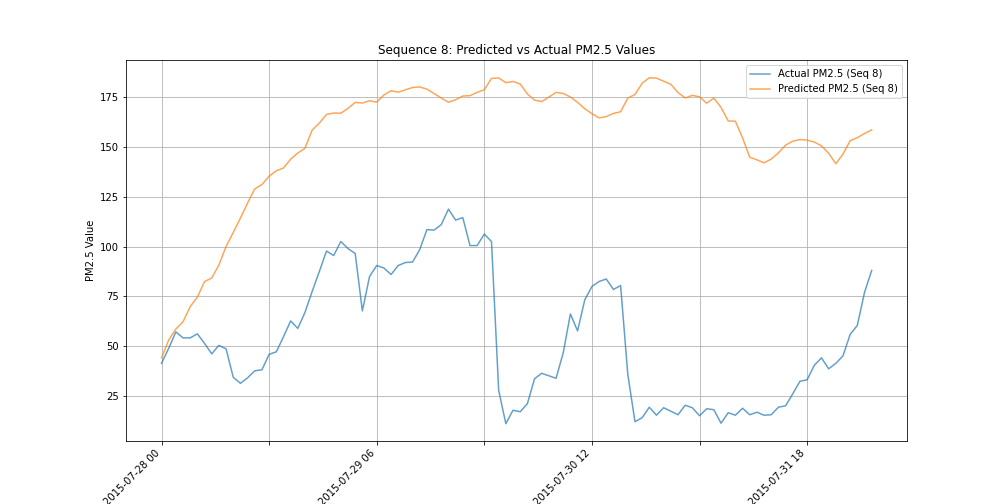 Sequence 8: Predicted vs Actual PM2.5 Values
Actual PM2.5 (Seq 8)
Predicted PM2.5 (Seq 8)
PM2.5 Value
175
150
125
100
75
50
25
2015-07-28 00
2015-07-29 06
2015-07-30 12
2015-07-31 18